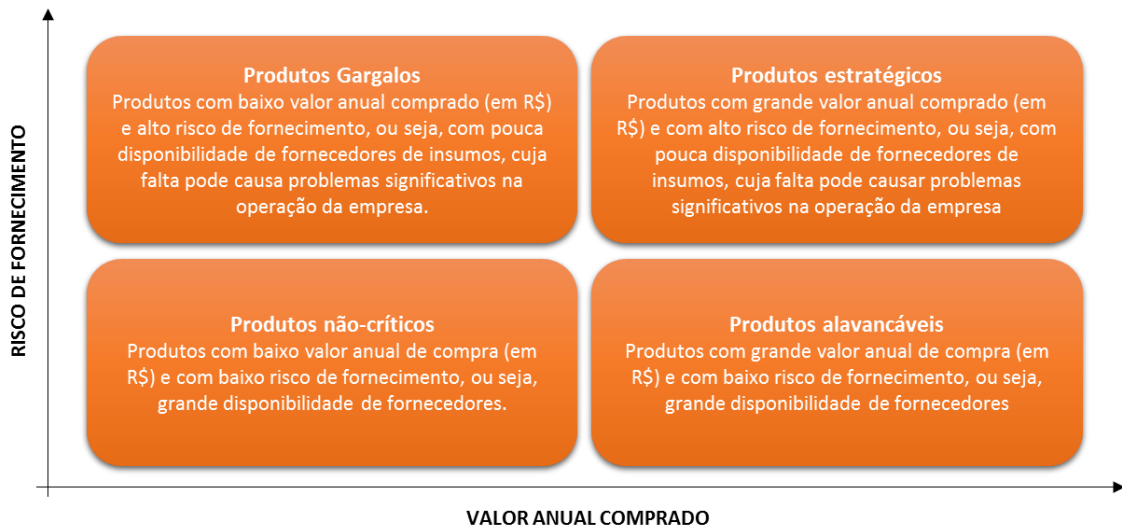 RISCO DE FORNECIMENTO
Produtos Gargalos
Produtos com baixo valor anual comprado (em R$)
e alto risco de fornecimento, ou seja, com pouca
disponibilidade de fornecedores de insumos, cuja
falta pode causa problemas significativos na
operação da empresa.
Produtos estratégicos
Produtos com grande valor anual comprado (em
R$) e com alto risco de fornecimento, ou seja, com
pouca disponibilidade de fornecedores de
insumos, cuja falta pode causar problemas
significativos na operação da empresa
Produtos não-críticos
Produtos com baixo valor anual de compra (em
R$) e com baixo risco de fornecimento, ou seja,
grande disponibilidade de fornecedores.
Produtos alavancáveis
Produtos com grande valor anual de compra (em
R$) e com baixo risco de fornecimento, ou seja,
grande disponibilidade de fornecedores
VALOR ANUAL COMPRADO